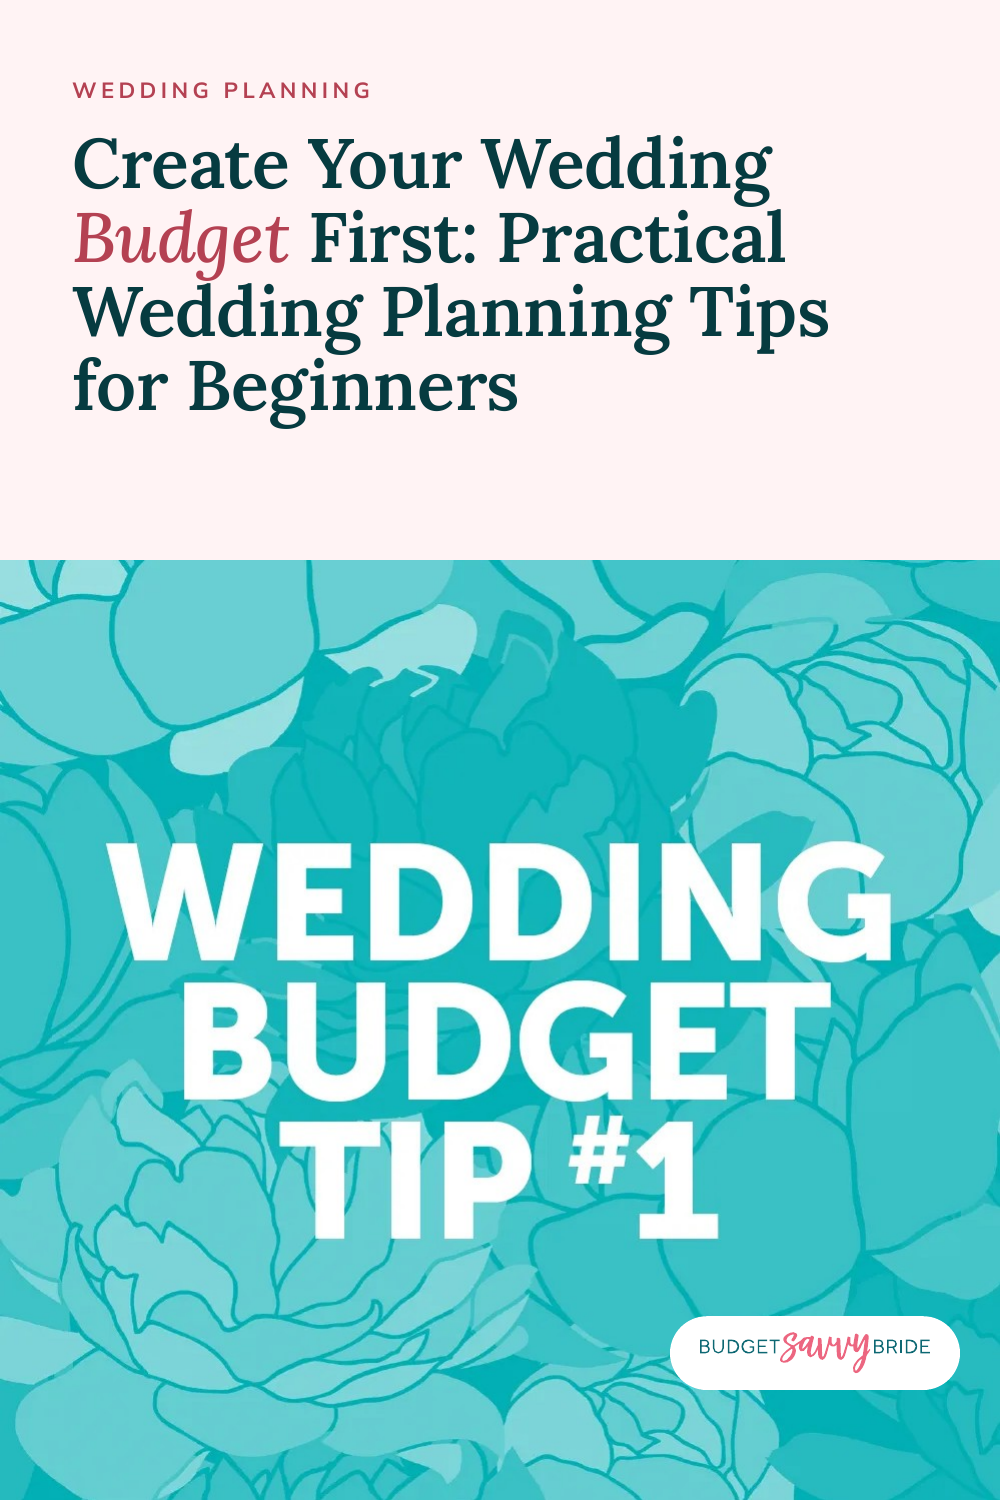 WEDDING PLANNING
Create Your Wedding
Budget First: Practical
Wedding Planning Tips
for Beginners
WEDDING
BUDGET
TIP #1
BUDGET savvy BRIDE